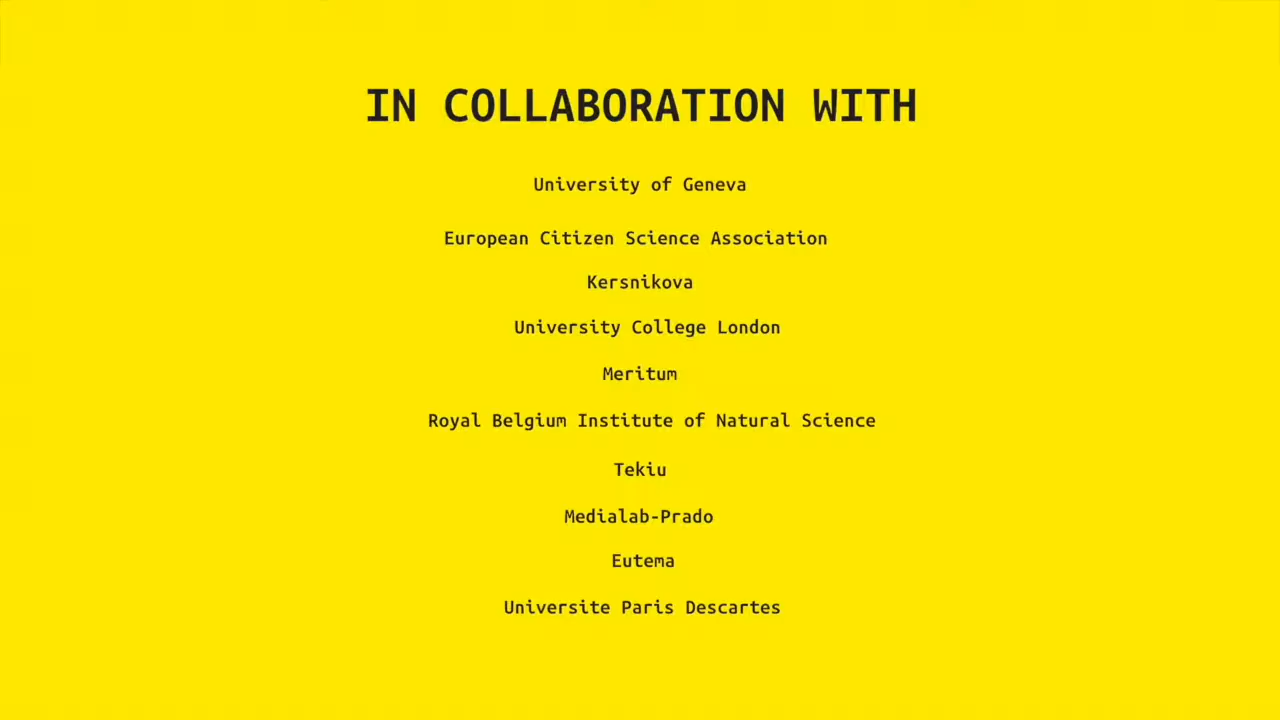 IN COLLABORATION WITH
University of Geneva
European Citizen Science Association
Kersnikova
University College London
Meritum
Royal Belgium Institute of Natural Science
Tekiu
Medialab-Prado
Eutema
Universite Paris Descartes